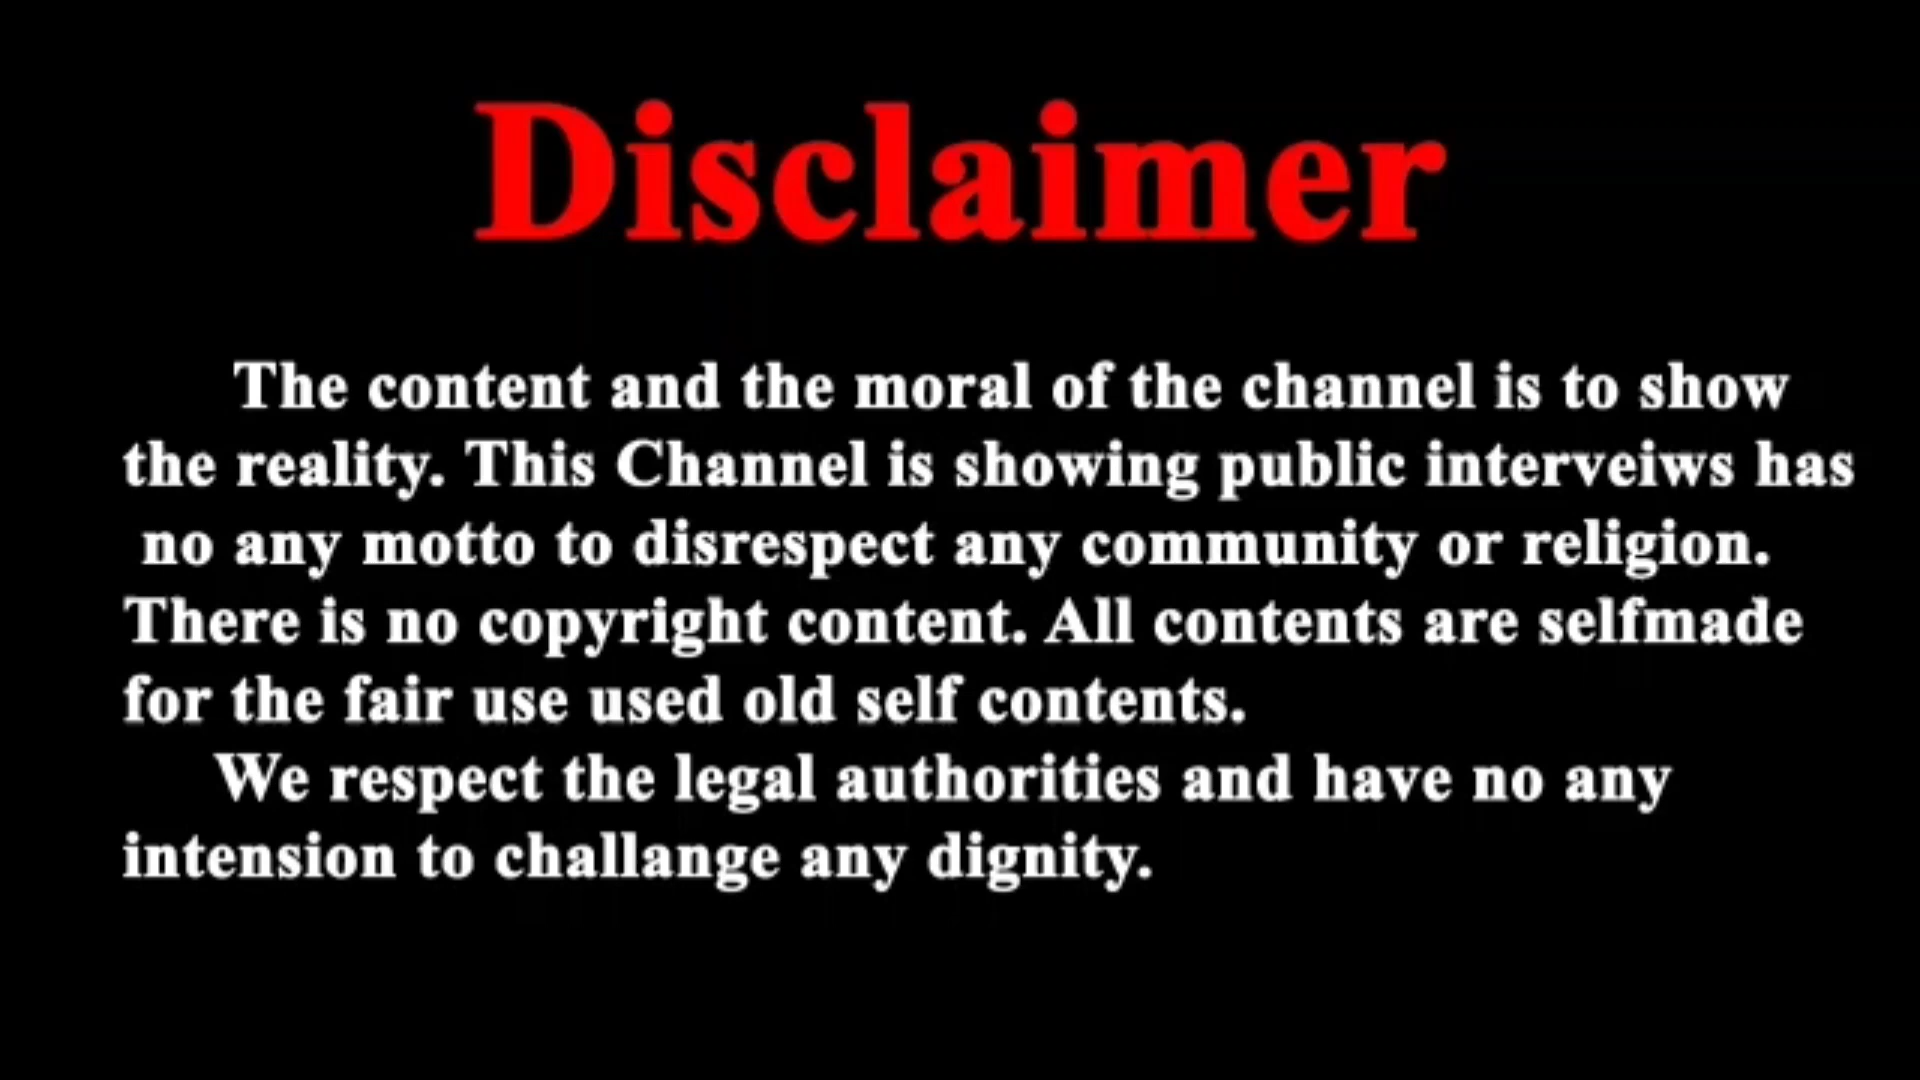 Disclaimer
The content and the moral of the channel is to show
the reality. This Channel is showing public interveiws has
no any motto to disrespect any community or religion.
There is no copyright content. All contents are selfmade
for the fair use used old self contents.
We respect the legal authorities and have no any
intension to challange any dignity.